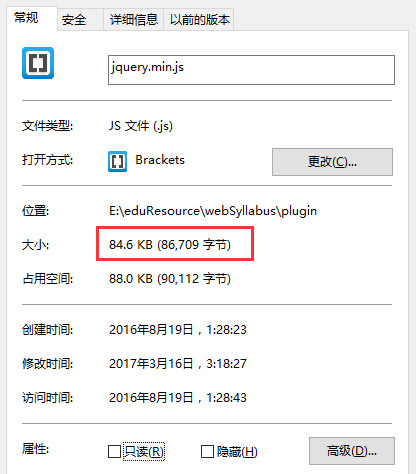 常规 安全 详细信息 以前的版本
jquery.min.js
文件类型: JS 文件 (.js)
打开方式: Brackets 更改(C)...
位置: E:\eduResource\webSyllabus\plugin
大小: 84.6 KB (86,709 字节)
占用空间: 88.0 KB (90,112 字节)
创建时间: 2016年8月19日，1:28:23
修改时间: 2017年3月16日，3:18:27
访问时间: 2016年8月19日，1:28:43
属性: 只读(R) 隐藏(H) 高级(D)...